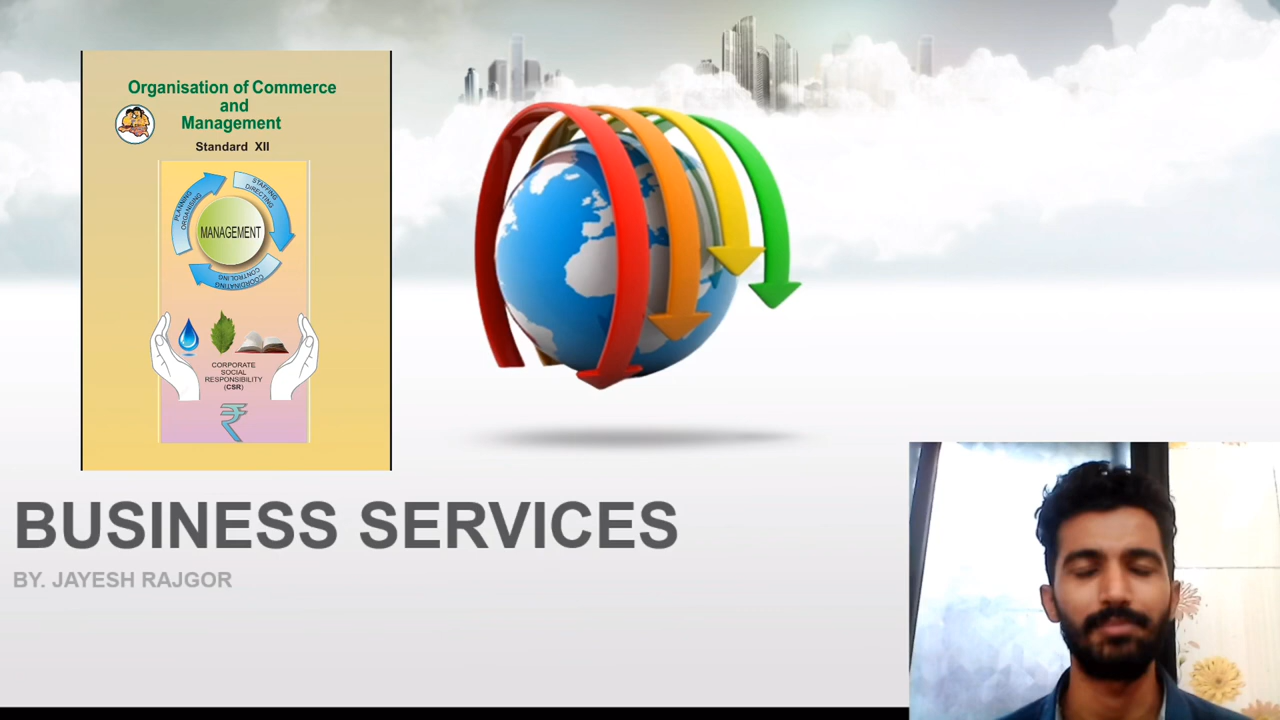 Organisation of Commerce
and
Management
Standard XII
PLANNING
ORGANISING
STAFFING
DIRECTING
MANAGEMENT
CONTROLING
COORDINATING
CORPORATE
SOCIAL
RESPONSIBILITY
(CSR)
₹
BUSINESS SERVICES
BY. JAYESH RAJGOR